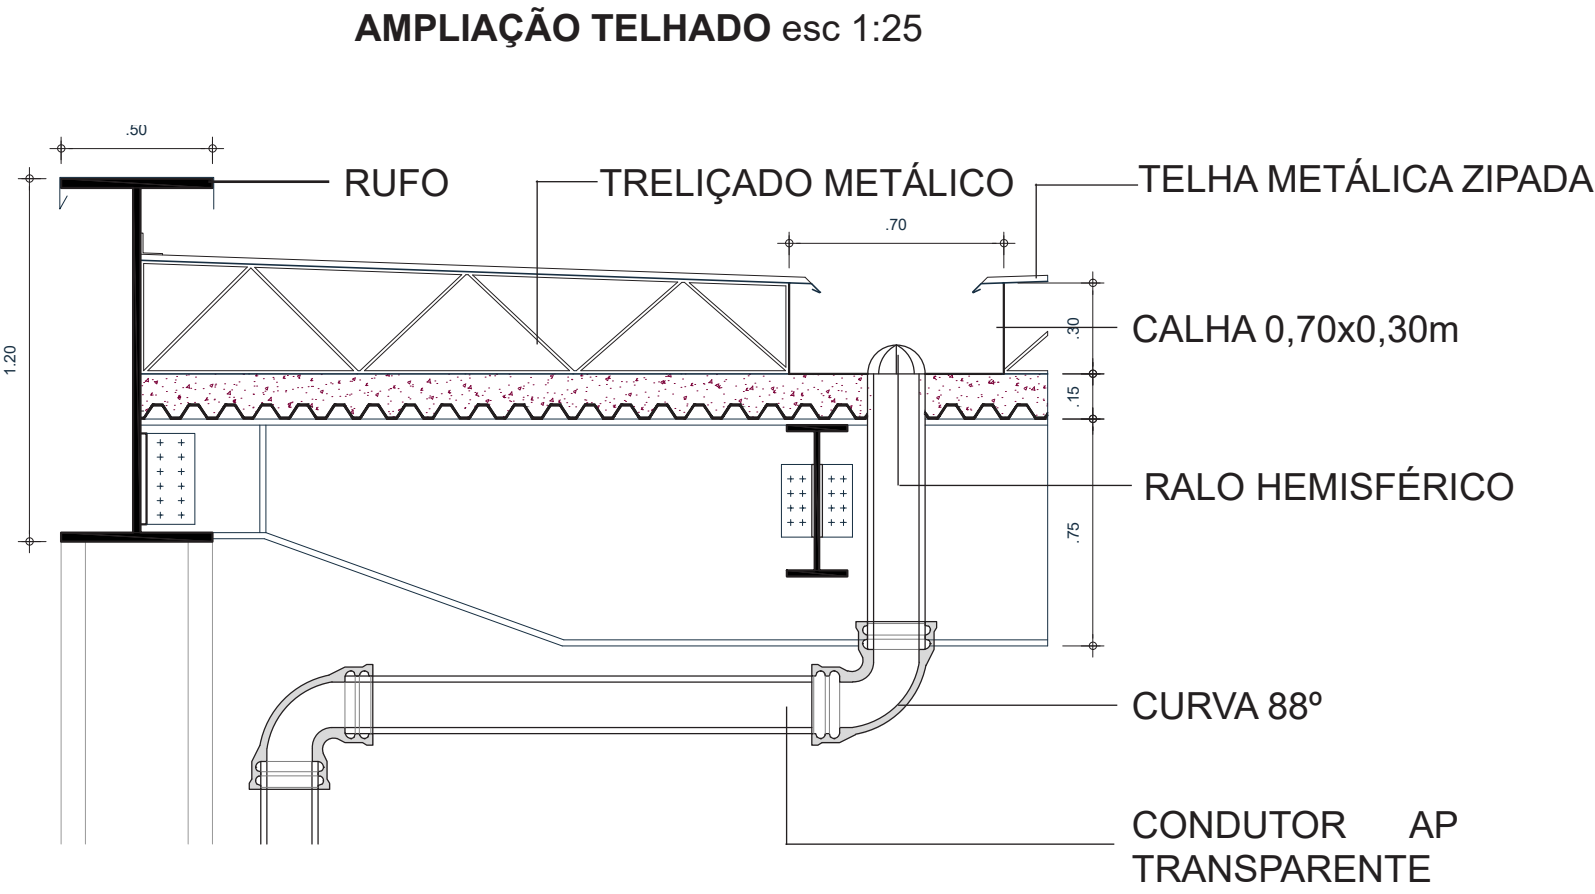 AMPLIAÇÃO TELHADO esc 1:25
.50
RUFO
TRELIÇADO METÁLICO
TELHA METÁLICA ZIPADA
.70
1.20
.30
CALHA 0,70x0,30m
.15
RALO HEMISFÉRICO
.75
CURVA 88º
CONDUTOR AP
TRANSPARENTE